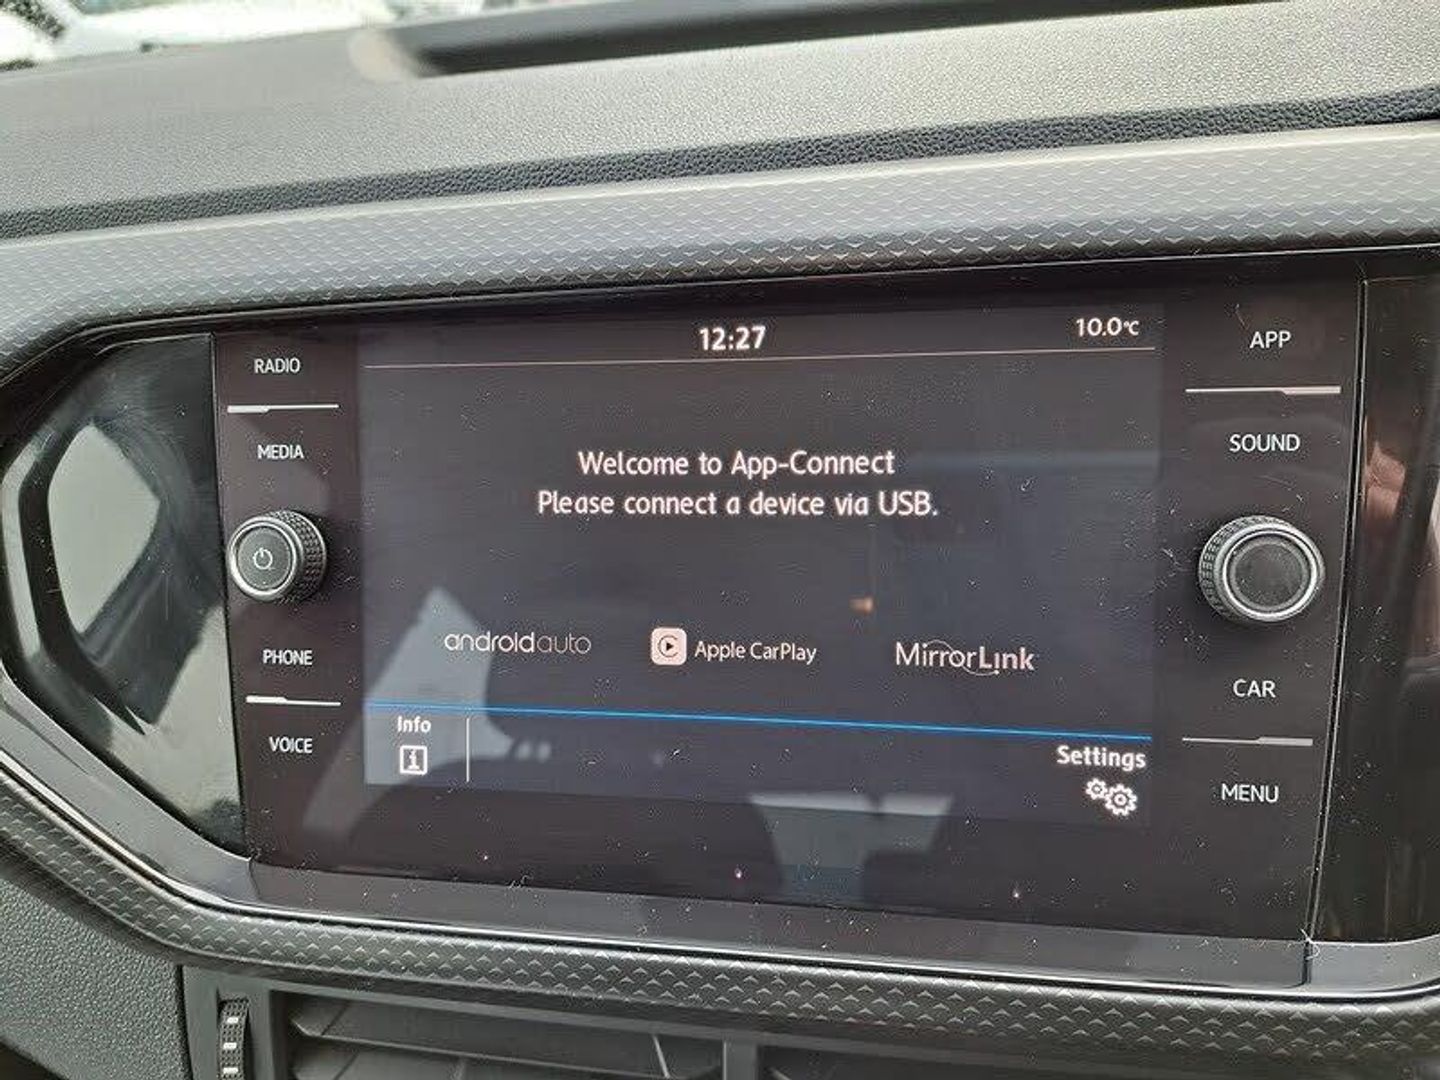 12:27
10.0°C
RADIO
MEDIA
PHONE
VOICE
Welcome to App-Connect
Please connect a device via USB.
androidauto
Apple CarPlay
MirrorLink
Info
i
Settings
APP
SOUND
CAR
MENU